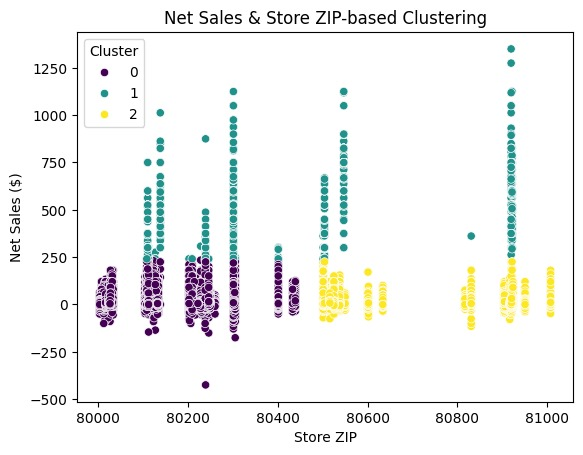 Net Sales & Store ZIP-based Clustering
Cluster
0
1
2
1250
1000
750
500
250
0
−250
−500
Net Sales ($)
80000 80200 80400 80600 80800 81000
Store ZIP